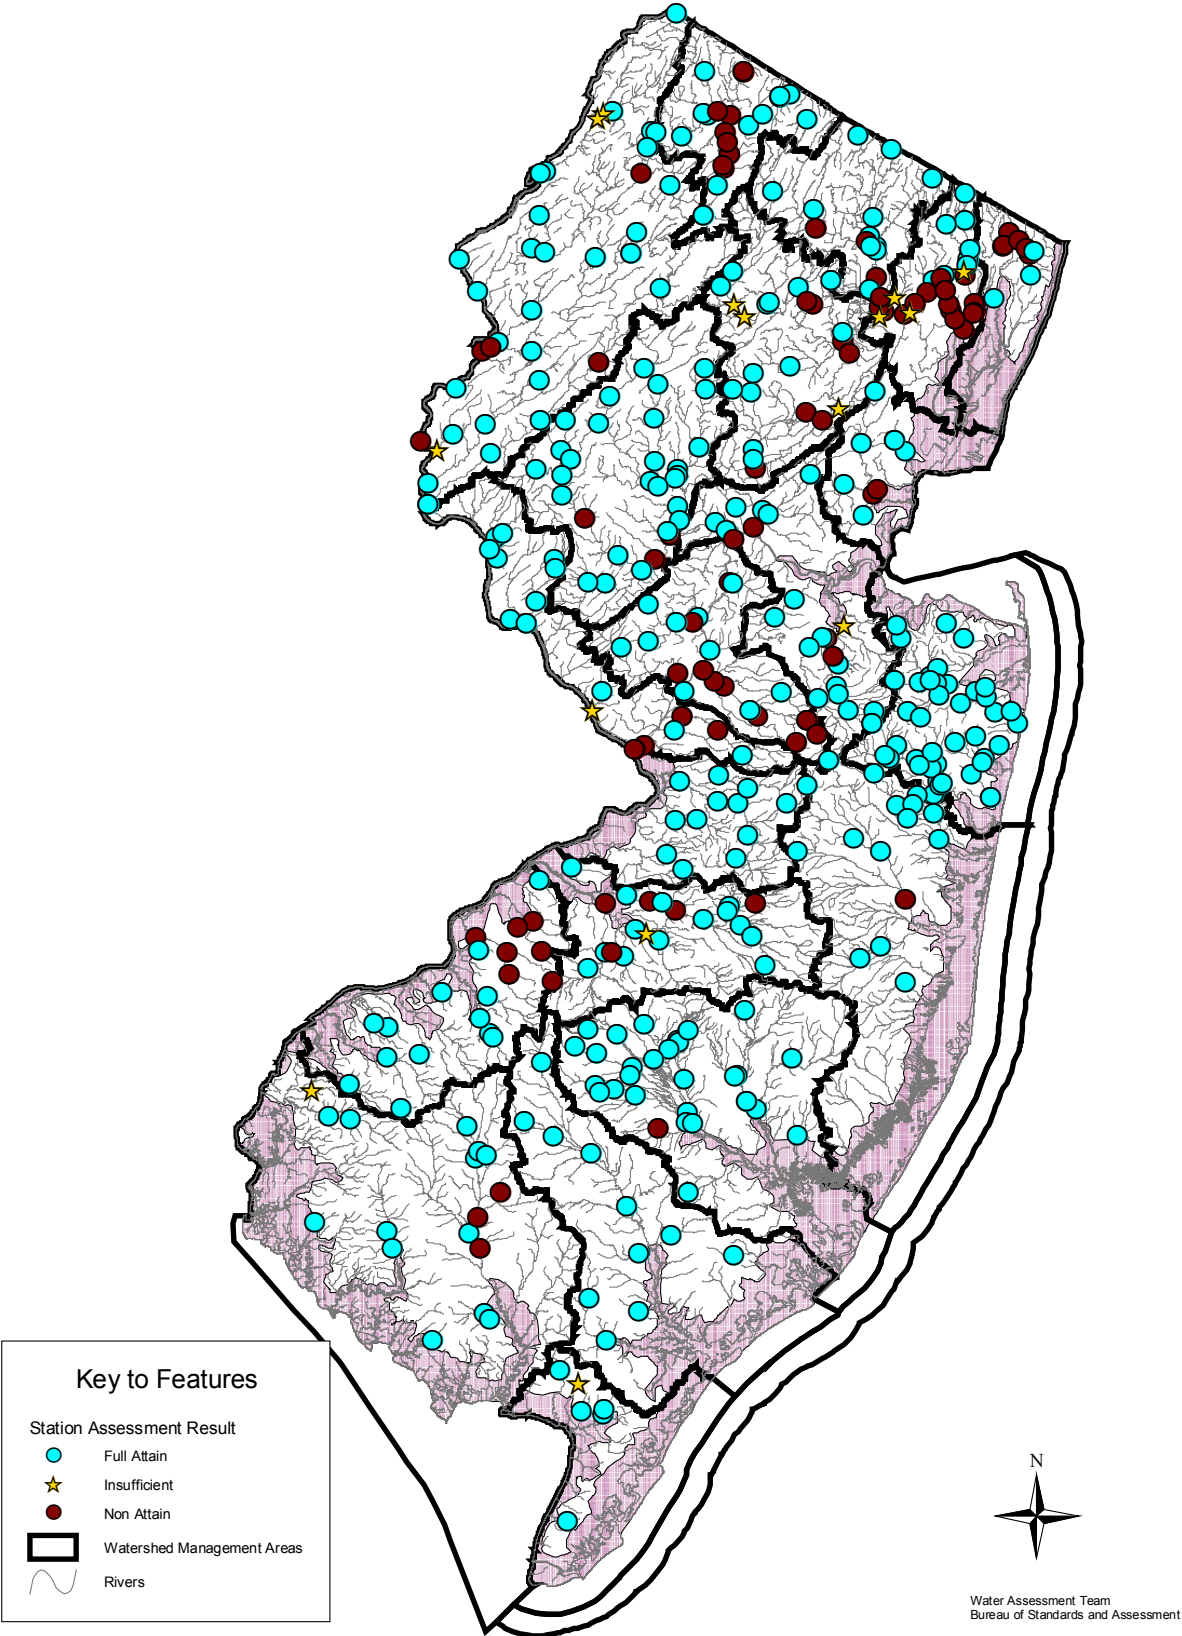 Key to Features
Station Assessment Result
Full Attain
Insufficient
Non Attain
Watershed Management Areas
Rivers
N
Water Assessment Team
Bureau of Standards and Assessment